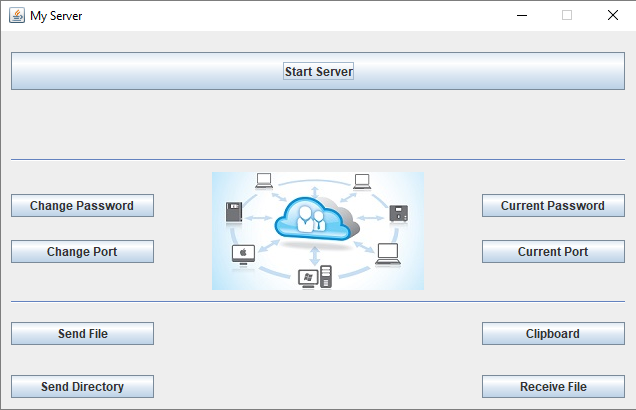 My Server
Start Server
Change Password
Current Password
Change Port
Current Port
Send File
Clipboard
Send Directory
Receive File